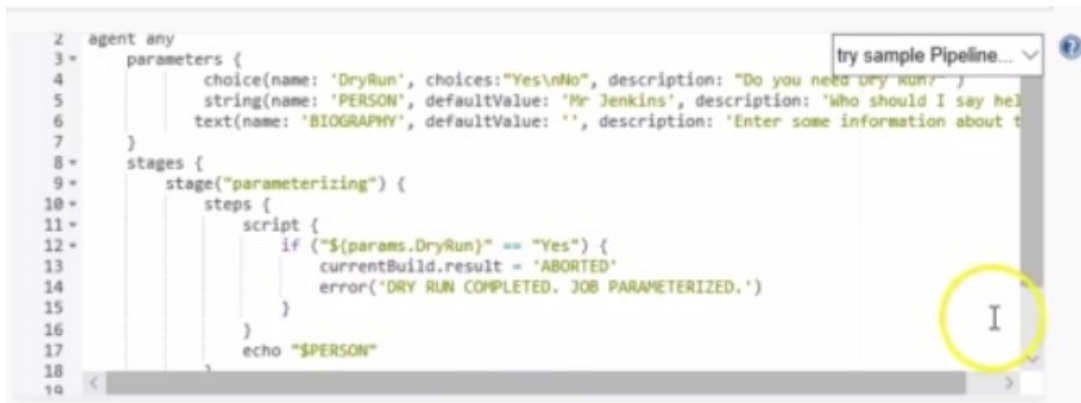 try sample Pipeline...
2 agent any
3 parameters {
4 choice(name: 'DryRun', choices:"Yes\nNo", description: "Do you need Dry Run?" )
5 string(name: 'PERSON', defaultValue: 'Mr Jenkins', description: 'Who should I say hel
6 text(name: 'BIOGRAPHY', defaultValue: '', description: 'Enter some information about t
7 }
8 stages {
9 stage("parameterizing") {
10 steps {
11 script {
12 if ("${params.DryRun}" == "Yes") {
13 currentBuild.result = 'ABORTED'
14 error('DRY RUN COMPLETED. JOB PARAMETERIZED.')
15 }
16 }
17 echo "$PERSON"
18 }
19